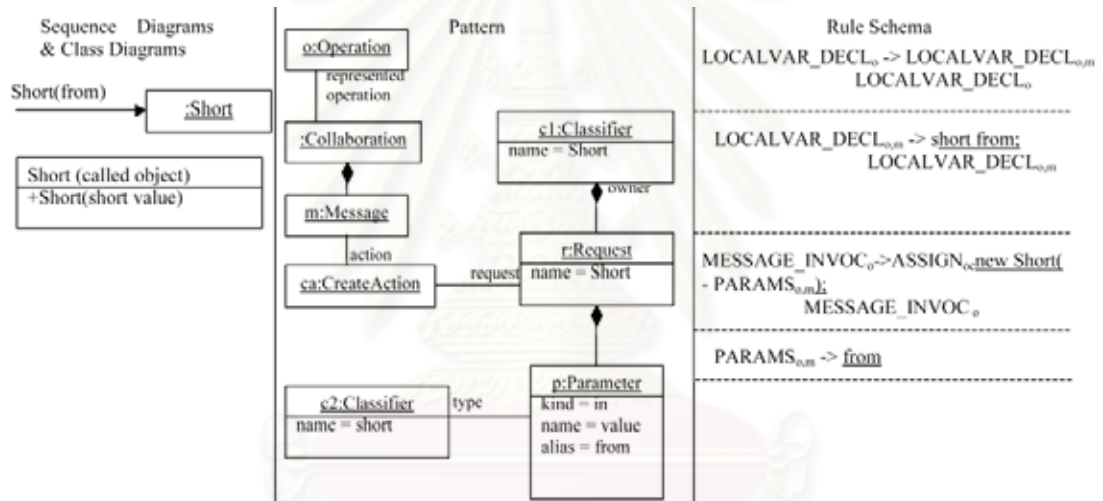 Sequence Diagrams
& Class Diagrams
Short(from)
:Short
Short (called object)
+Short(short value)
Pattern
o:Operation
represented
operation
:Collaboration
m:Message
action
ca:CreateAction
c1:Classifier
name = Short
owner
r:Request
name = Short
request
p:Parameter
kind = in
name = value
alias = from
type
c2:Classifier
name = short
Rule Schema
LOCALVAR_DECLo -> LOCALVAR_DECLo,m
LOCALVAR_DECLo
LOCALVAR_DECLo,m -> short from;
LOCALVAR_DECLo,m
MESSAGE_INVOCo->ASSIGNoc new Short(
- PARAMSo,m);
MESSAGE_INVOC o
PARAMSo,m -> from